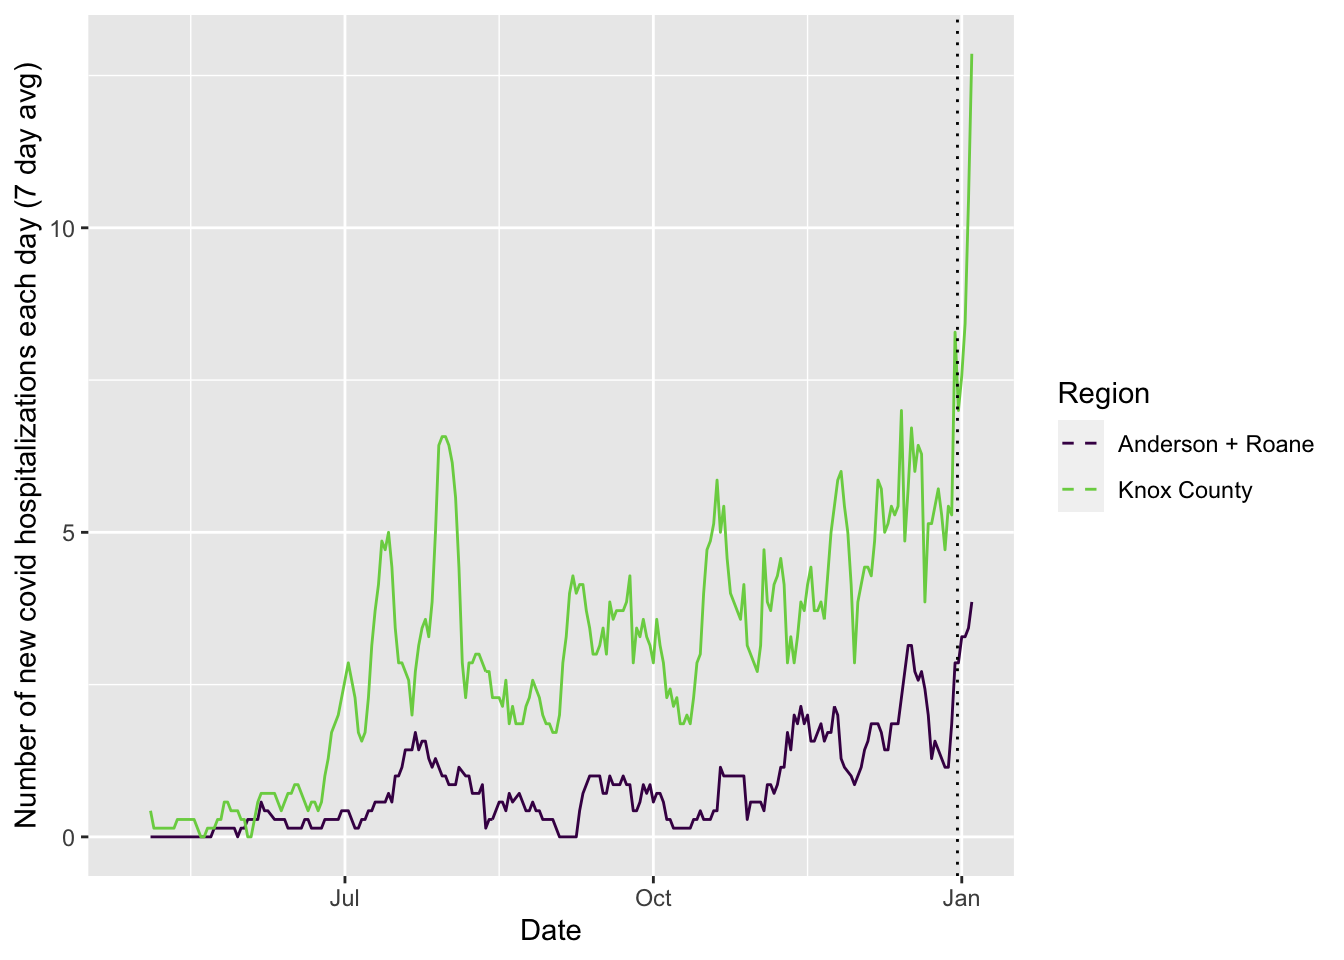 Number of new covid hospitalizations each day (7 day avg)
10
5
0
Jul
Oct
Jan
Date
Region
Anderson + Roane
Knox County